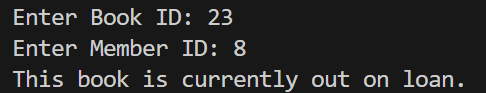 Enter Book ID: 23
Enter Member ID: 8
This book is currently out on loan.